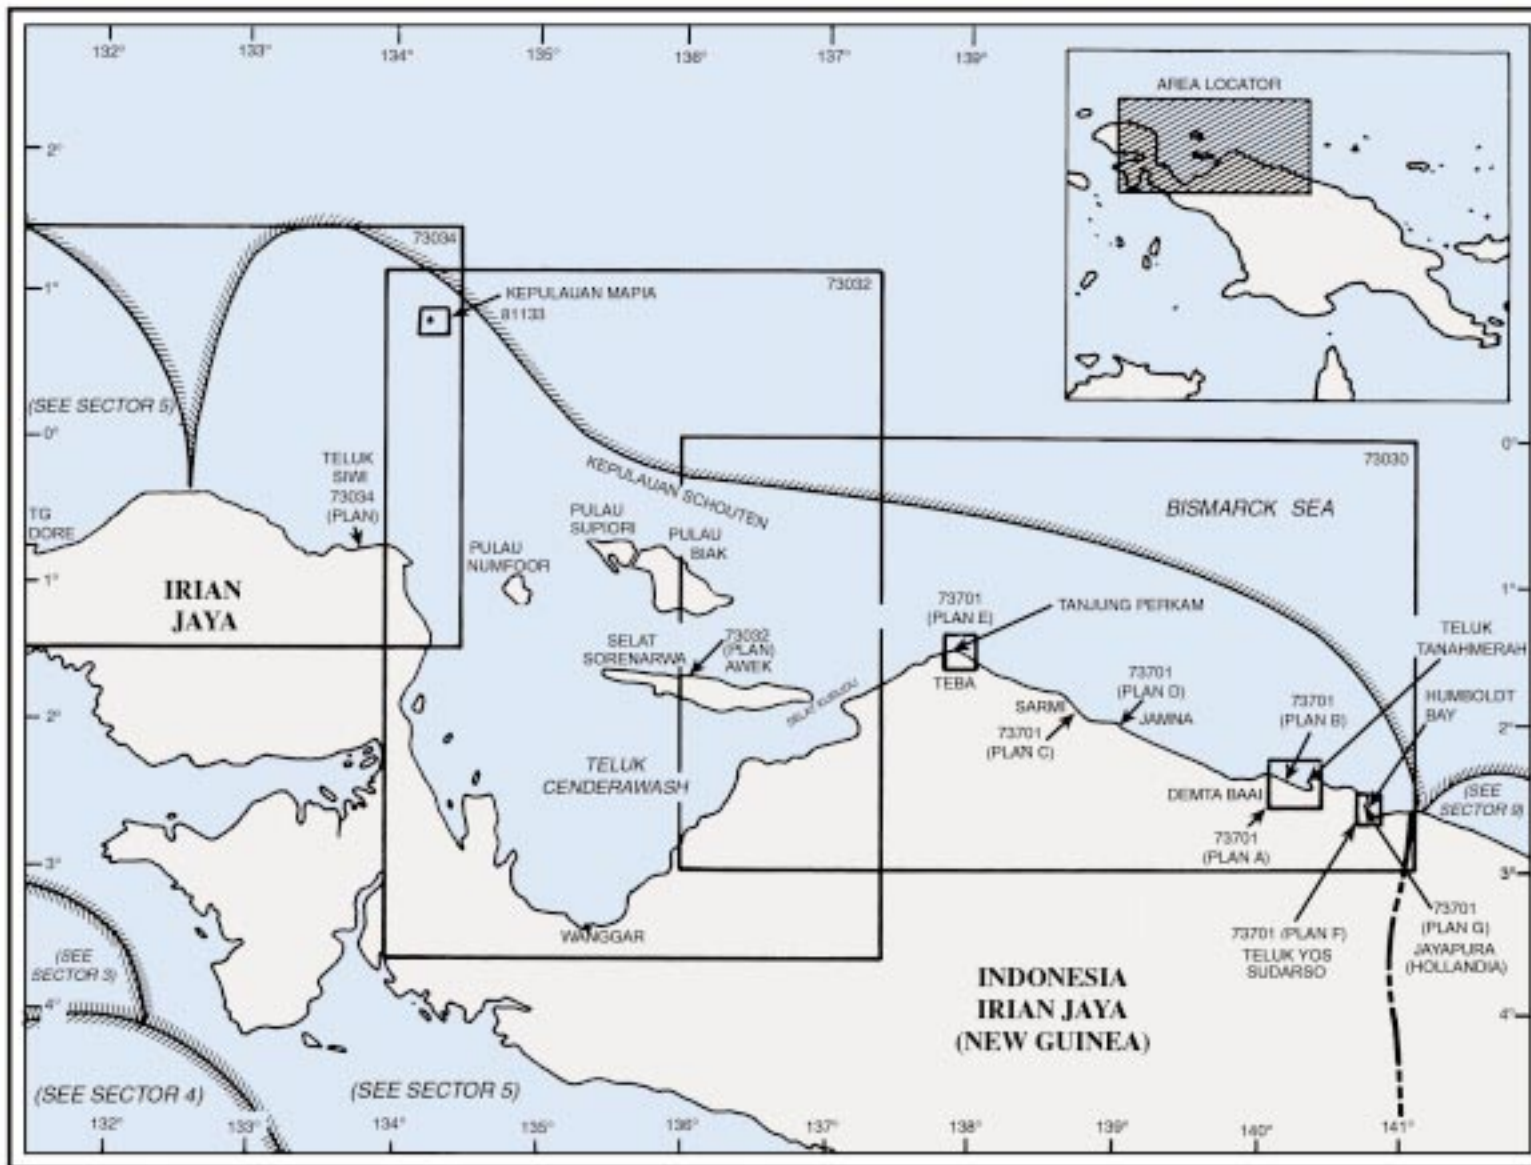 132°
133°
134°
135°
136°
137°
139°
AREA LOCATOR
2°
73034
73032
KEPULAUAN MAPIA
81133
1°
(SEE SECTOR 5)
0°
0°
TELUK
SIWI
73034
(PLAN)
KEPULAUAN SCHOUTEN
73030
BISMARCK SEA
TG
DORE
PULAU
SUPIORI
PULAU
BIAK
PULAU
NUMFOOR
1°
1°
IRIAN
JAYA
73701
(PLAN E)
TANJUNG PERKAM
TELUK
TANAHMERAH
SELAT
SORENARWA
73032
(PLAN)
AWEK
TEBA
73701
(PLAN D)
JAMNA
HUMBOLDT
BAY
SARMI
73701
(PLAN C)
73701
(PLAN B)
2°
2°
TELUK
CENDERAWASH
DEMTA BAAI
73701
(PLAN A)
(SEE
SECTOR 9)
3°
3°
WANGGAR
73701 (PLAN F)
TELUK YOS
SUDARSO
73701
(PLAN G)
JAYAPURA
(HOLLANDIA)
(SEE
SECTOR 3)
INDONESIA
IRIAN JAYA
(NEW GUINEA)
4°
4°
(SEE SECTOR 4)
(SEE SECTOR 5)
132°
133°
134°
135°
136°
137°
138°
139°
140°
141°